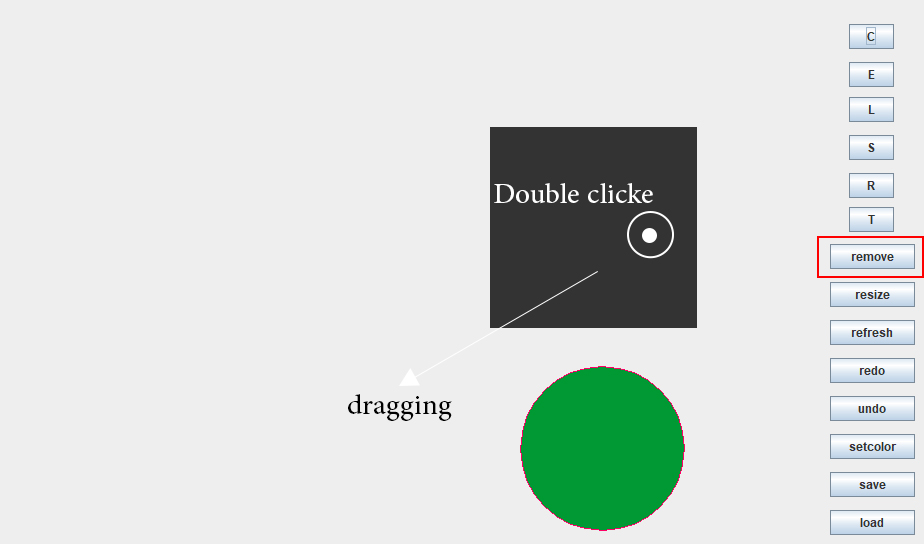 C
E
L
S
R
T
Double clicke
remove
resize
refresh
redo
dragging
undo
setcolor
save
load